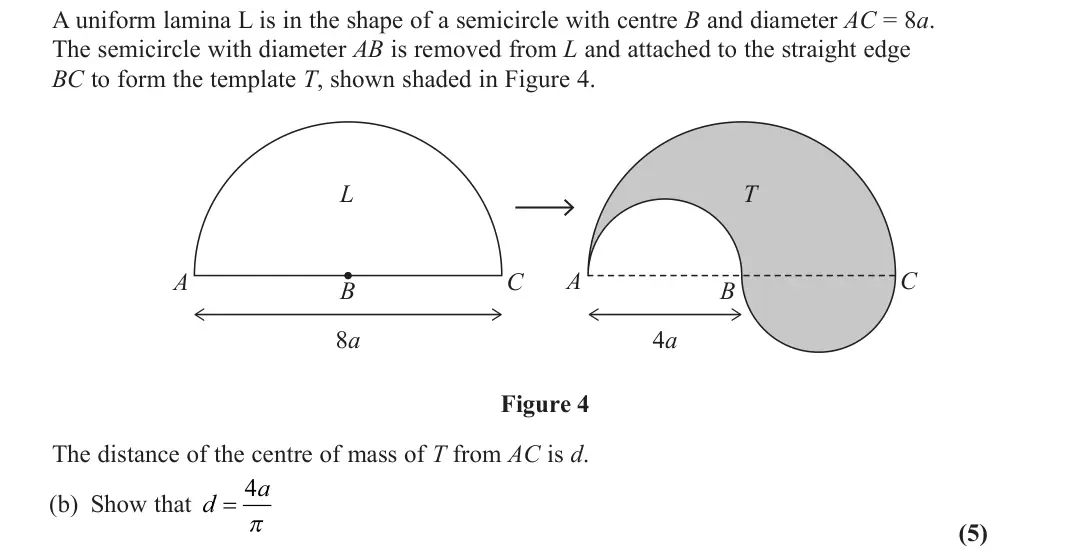 A uniform lamina L is in the shape of a semicircle with centre B and diameter AC = 8a.
The semicircle with diameter AB is removed from L and attached to the straight edge
BC to form the template T, shown shaded in Figure 4.
L
T
A
B
C
A
B
C
8a
4a
Figure 4
The distance of the centre of mass of T from AC is d.
(b) Show that d = 4a/π
(5)